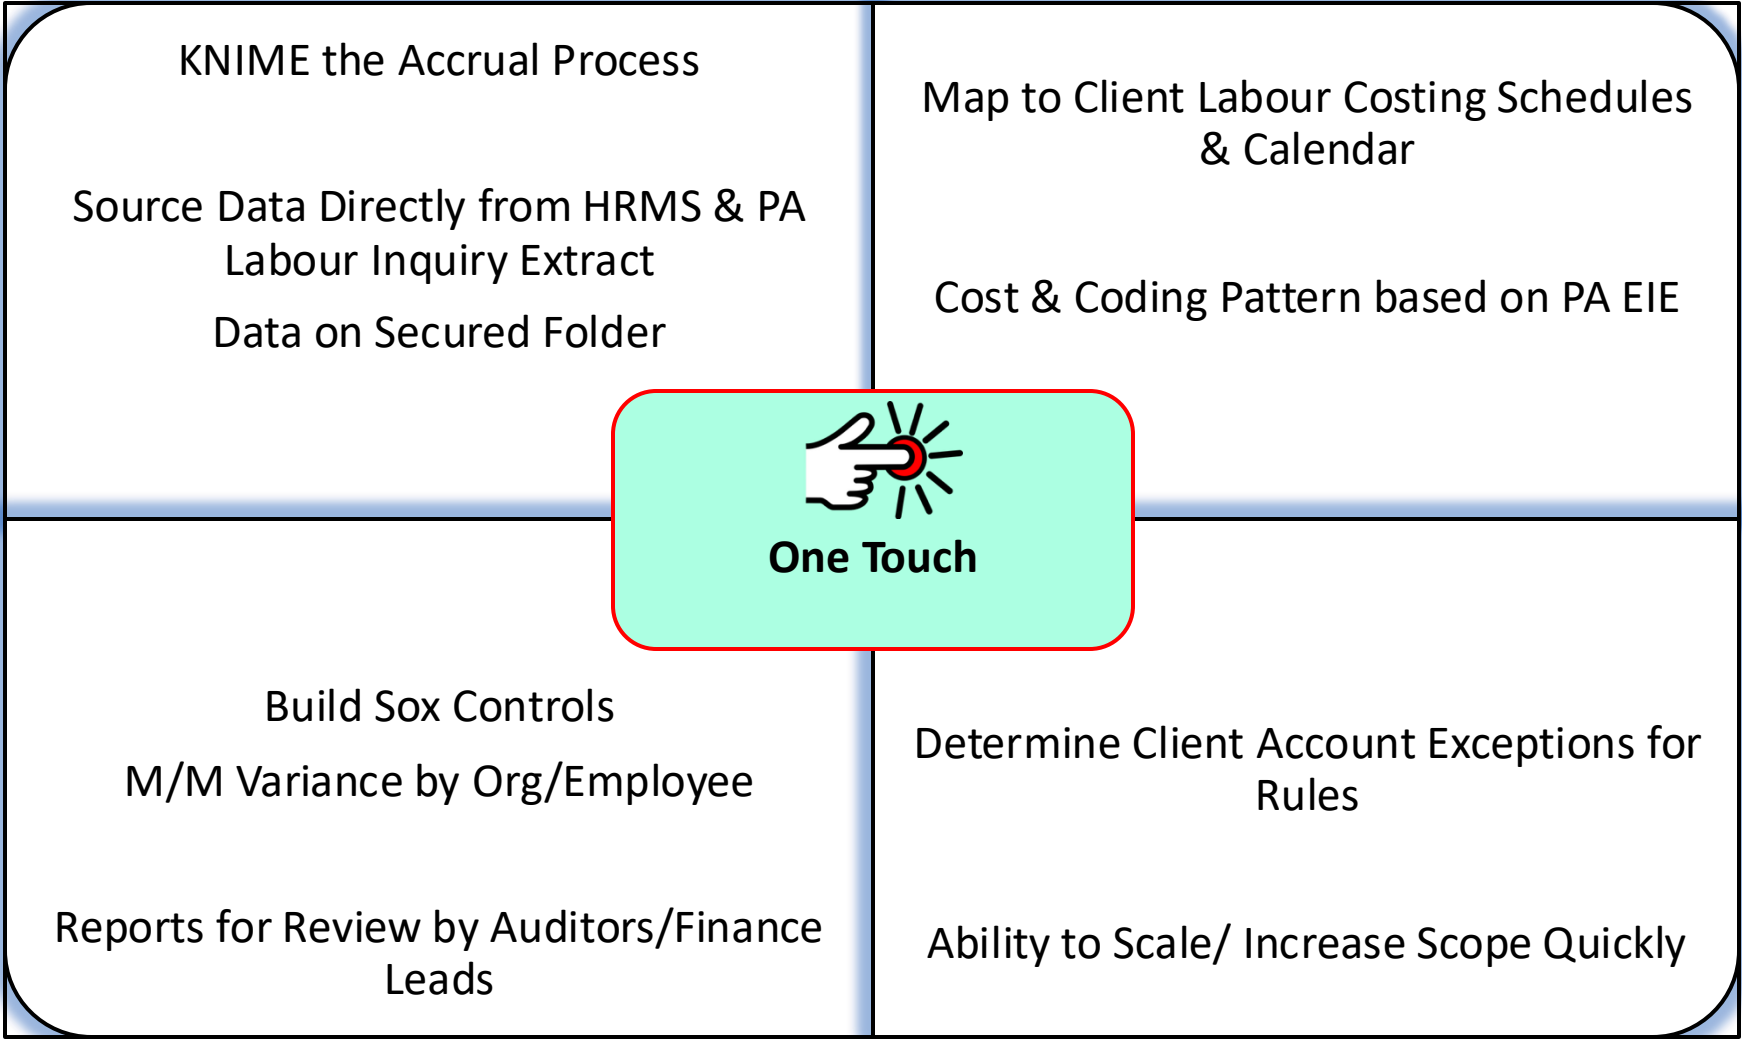 KNIME the Accrual Process
Source Data Directly from HRMS & PA
Labour Inquiry Extract
Data on Secured Folder
Map to Client Labour Costing Schedules
& Calendar
Cost & Coding Pattern based on PA EIE
One Touch
Build Sox Controls
M/M Variance by Org/Employee
Reports for Review by Auditors/Finance
Leads
Determine Client Account Exceptions for
Rules
Ability to Scale/ Increase Scope Quickly